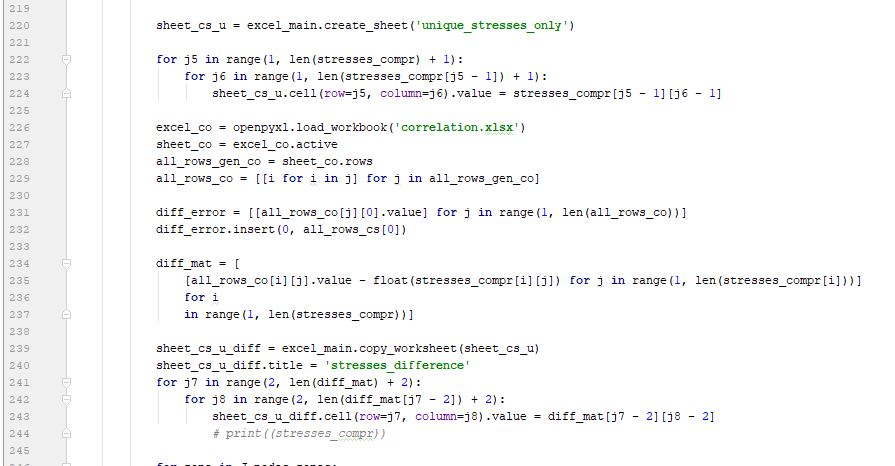 219
220 sheet_cs_u = excel_main.create_sheet('unique_stresses_only')
221
222 for j5 in range(1, len(stresses_compr) + 1):
223 for j6 in range(1, len(stresses_compr[j5 - 1]) + 1):
224 sheet_cs_u.cell(row=j5, column=j6).value = stresses_compr[j5 - 1][j6 - 1]
225
226 excel_co = openpyxl.load_workbook('correlation.xlsx')
227 sheet_co = excel_co.active
228 all_rows_gen_co = sheet_co.rows
229 all_rows_co = [[i for i in j] for j in all_rows_gen_co]
230
231 diff_error = [[all_rows_co[j][0].value] for j in range(1, len(all_rows_co))]
232 diff_error.insert(0, all_rows_cs[0])
233
234 diff_mat = [
235 [all_rows_co[i][j].value - float(stresses_compr[i][j]) for j in range(1, len(stresses_compr[i]))]
236 for i
237 in range(1, len(stresses_compr))]
238
239 sheet_cs_u_diff = excel_main.copy_worksheet(sheet_cs_u)
240 sheet_cs_u_diff.title = 'stresses_difference'
241 for j7 in range(2, len(diff_mat) + 2):
242 for j8 in range(2, len(diff_mat[j7 - 2]) + 2):
243 sheet_cs_u_diff.cell(row=j7, column=j8).value = diff_mat[j7 - 2][j8 - 2]
244 # print((stresses_compr))
245